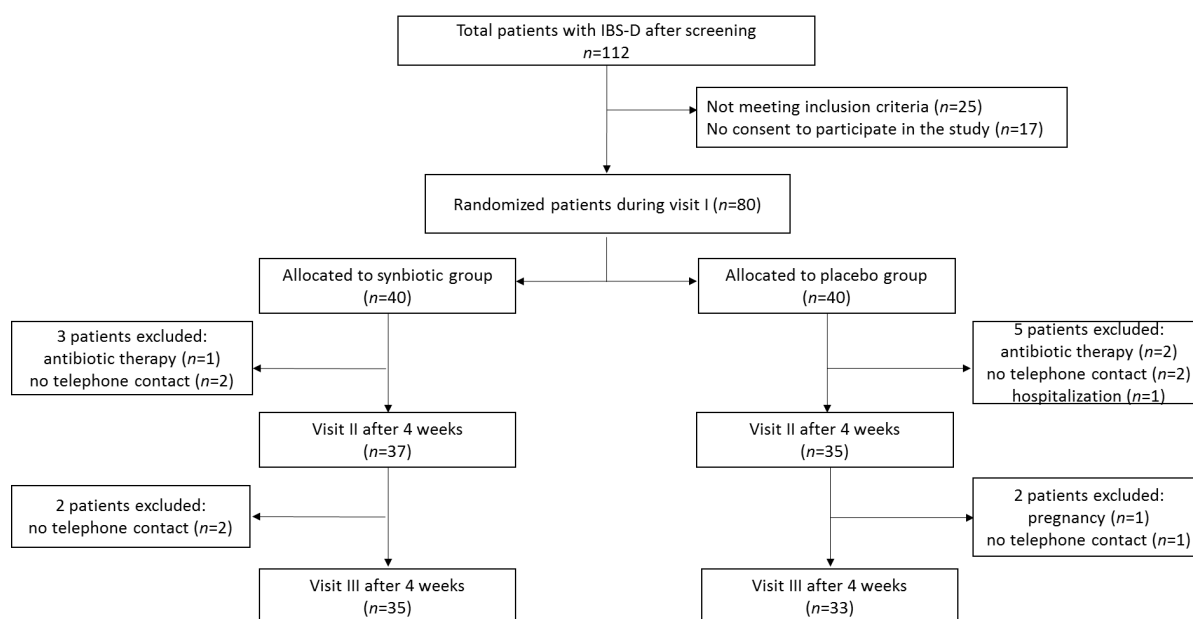 Total patients with IBS-D after screening
n=112
Not meeting inclusion criteria (n=25)
No consent to participate in the study (n=17)
Randomized patients during visit I (n=80)
Allocated to synbiotic group
(n=40)
Allocated to placebo group
(n=40)
3 patients excluded:
antibiotic therapy (n=1)
no telephone contact (n=2)
5 patients excluded:
antibiotic therapy (n=2)
no telephone contact (n=2)
hospitalization (n=1)
Visit II after 4 weeks
(n=37)
Visit II after 4 weeks
(n=35)
2 patients excluded:
no telephone contact (n=2)
2 patients excluded:
pregnancy (n=1)
no telephone contact (n=1)
Visit III after 4 weeks
(n=35)
Visit III after 4 weeks
(n=33)